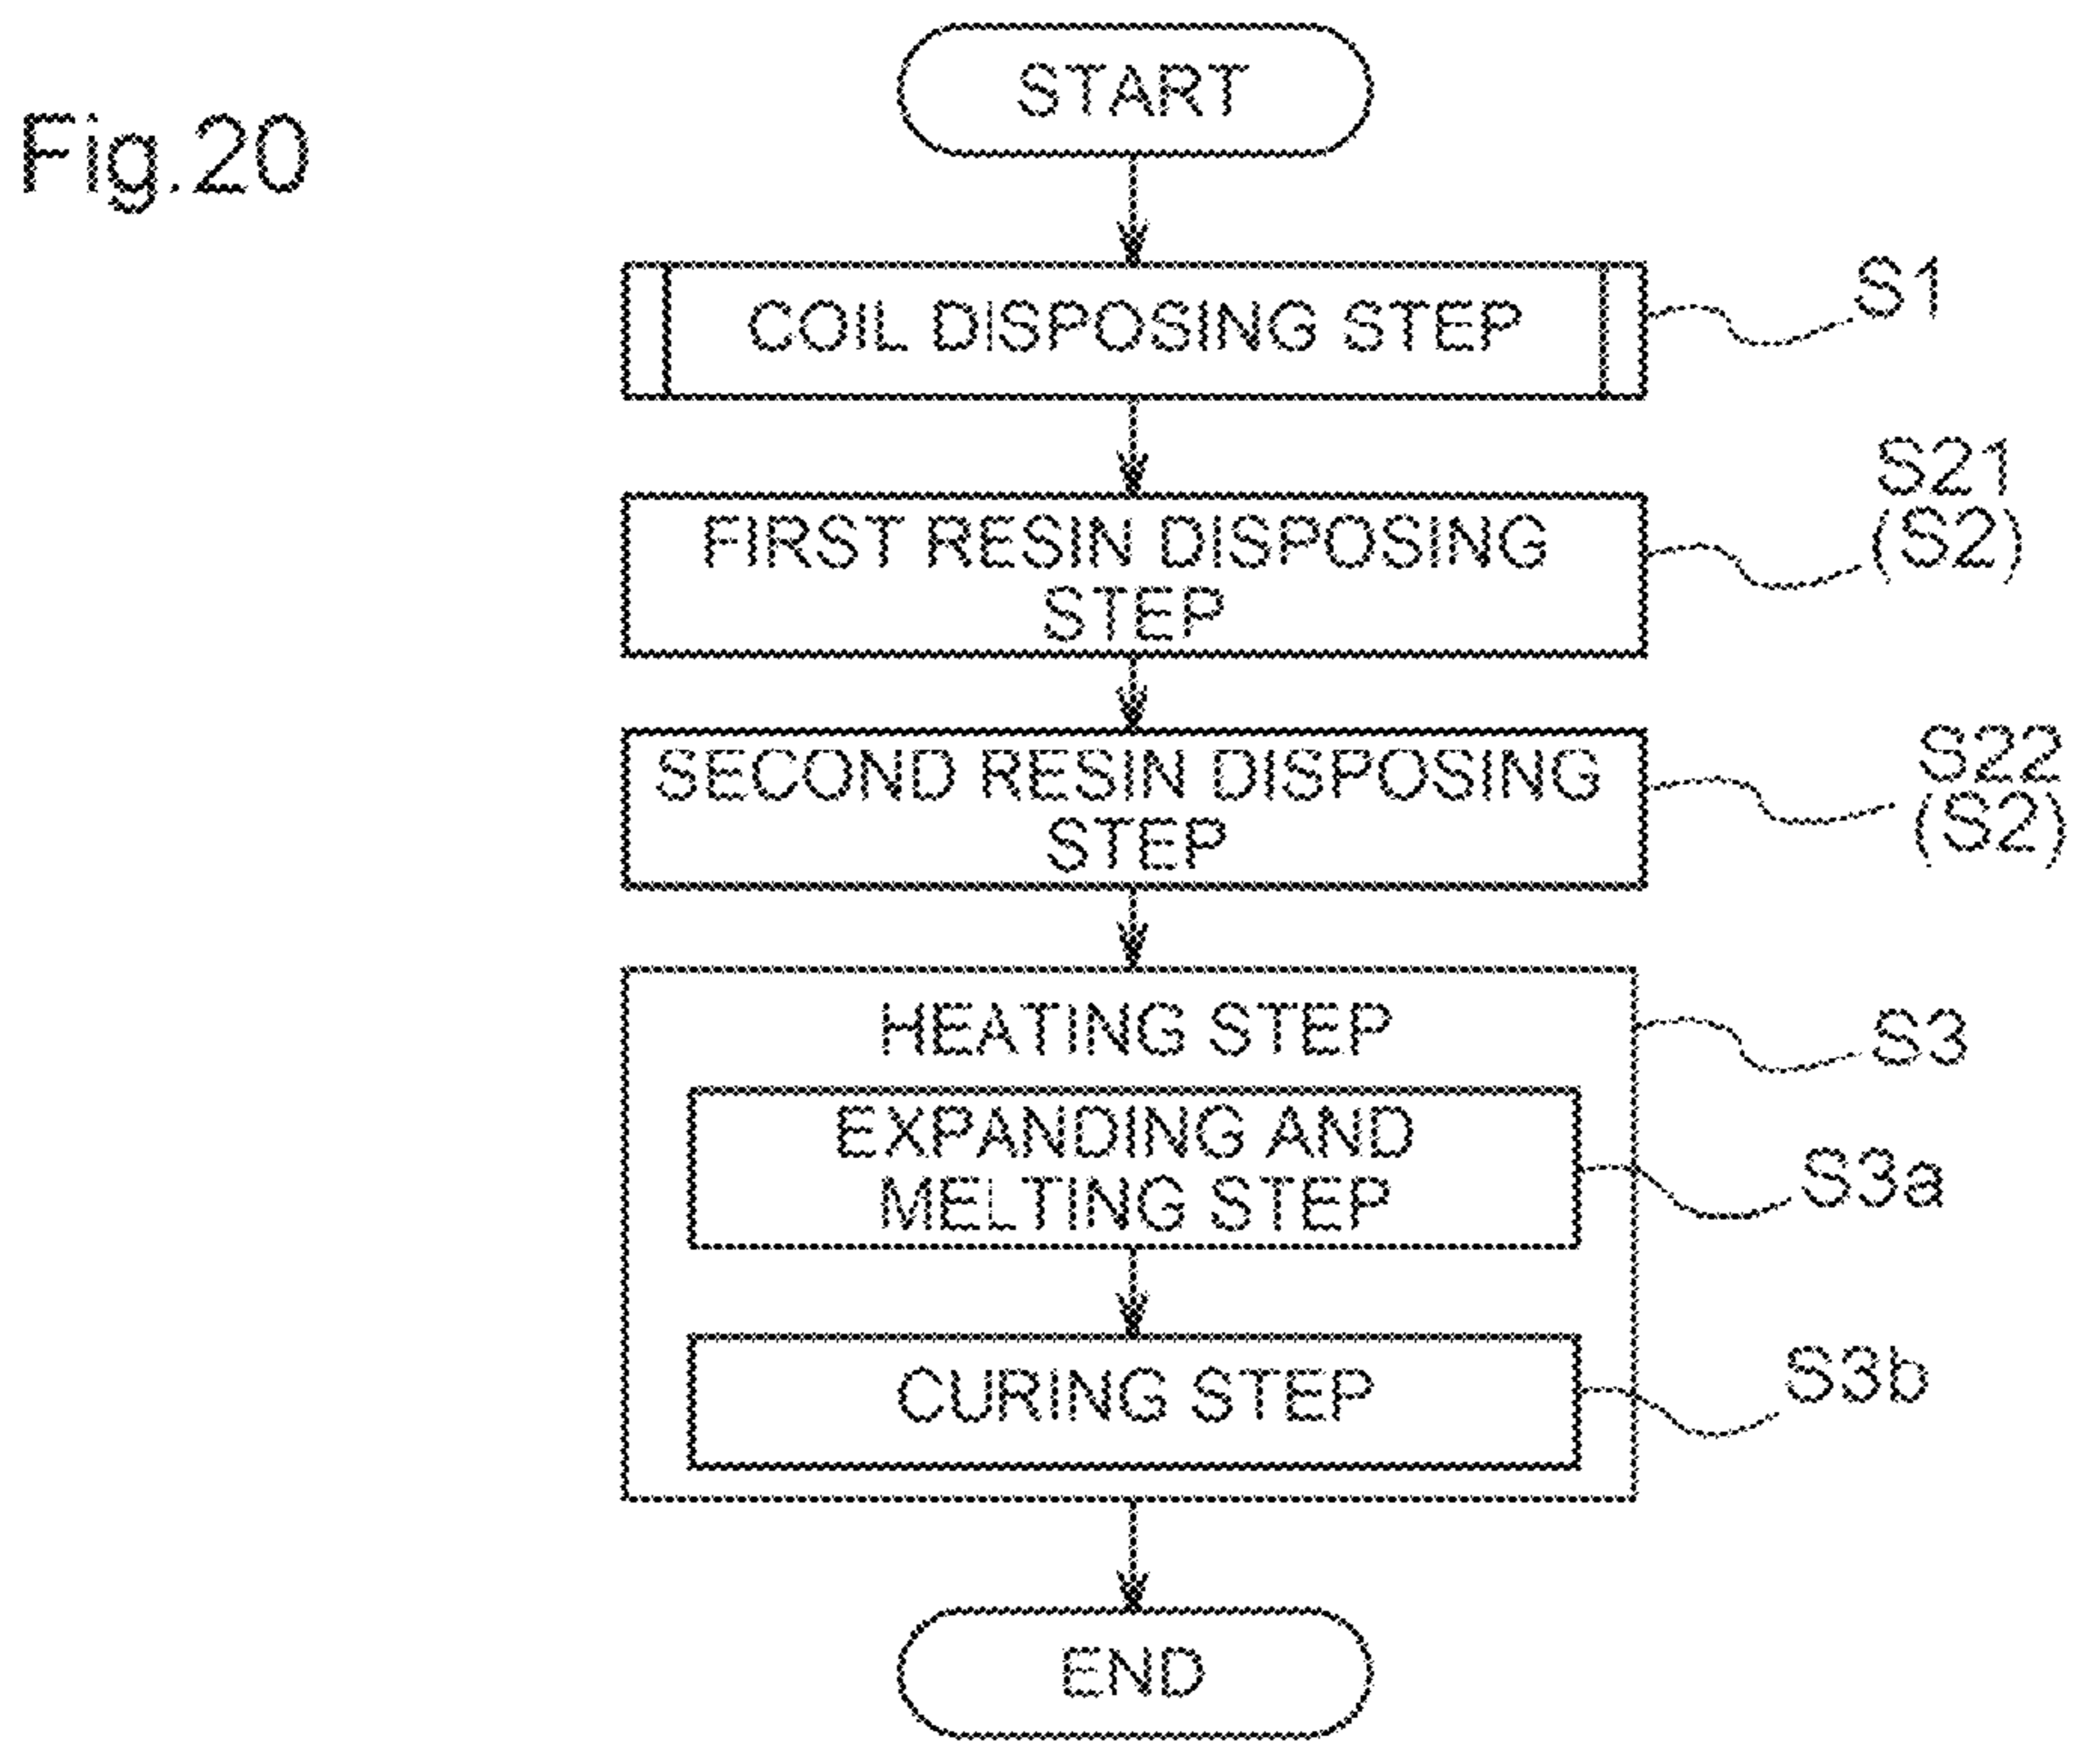 Fig.20
START
COIL DISPOSING STEP
S1
FIRST RESIN DISPOSING
STEP
S21
(S2)
SECOND RESIN DISPOSING
STEP
S22
(S2)
HEATING STEP
S3
EXPANDING AND
MELTING STEP
S3a
CURING STEP
S3b
END